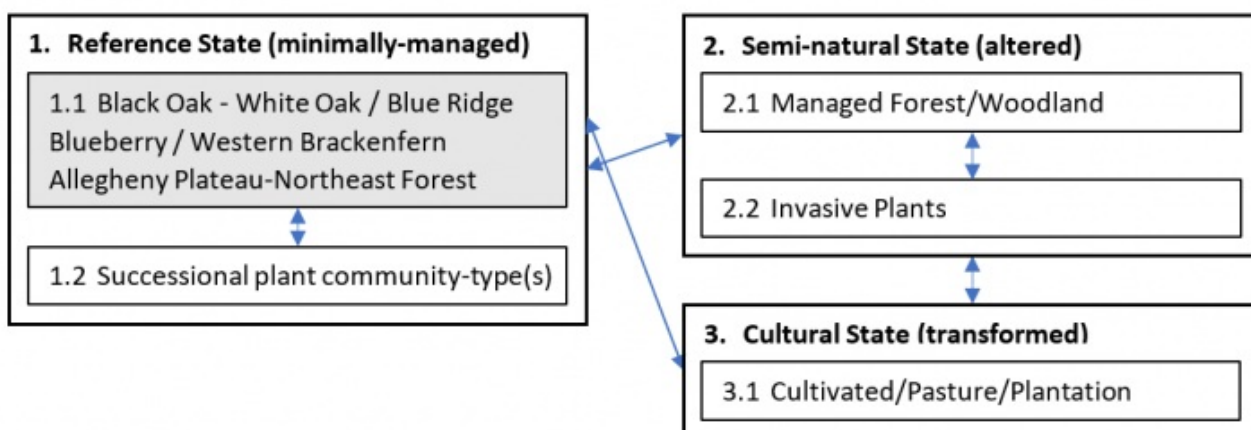 1. Reference State (minimally-managed)
1.1 Black Oak - White Oak / Blue Ridge
Blueberry / Western Brackenfern
Allegheny Plateau-Northeast Forest
1.2 Successional plant community-type(s)
2. Semi-natural State (altered)
2.1 Managed Forest/Woodland
2.2 Invasive Plants
3. Cultural State (transformed)
3.1 Cultivated/Pasture/Plantation